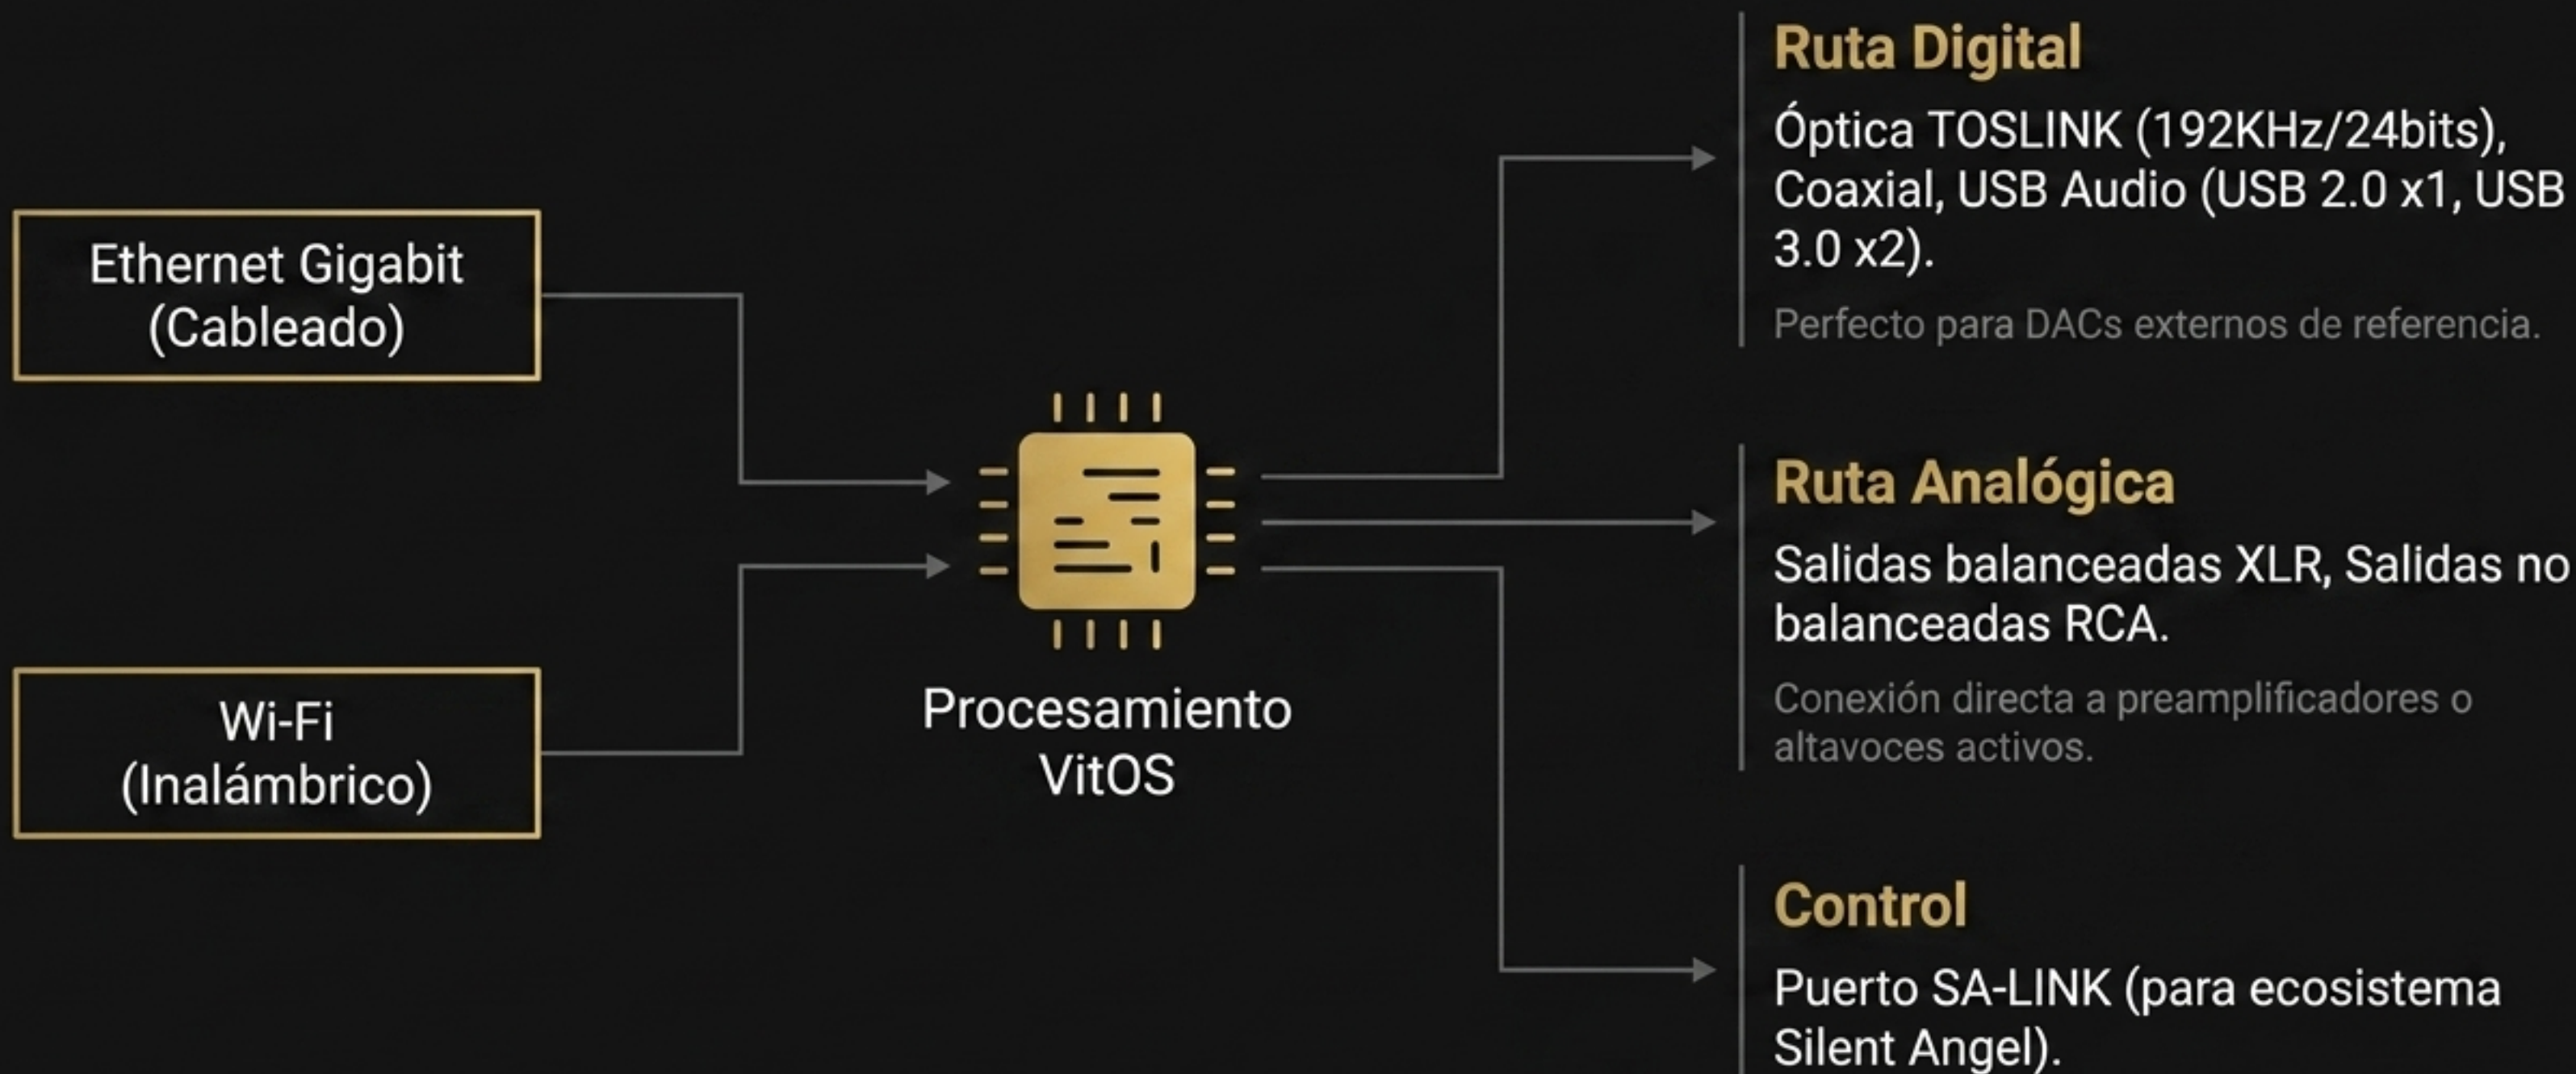 Ethernet Gigabit
(Cableado)
Wi-Fi
(Inalámbrico)
Procesamiento
VitOS
Ruta Digital
Óptica TOSLINK (192KHz/24bits),
Coaxial, USB Audio (USB 2.0 x1, USB
3.0 x2).
Perfecto para DACs externos de referencia.
Ruta Analógica
Salidas balanceadas XLR, Salidas no
balanceadas RCA.
Conexión directa a preamplificadores o
altavoces activos.
Control
Puerto SA-LINK (para ecosistema
Silent Angel).